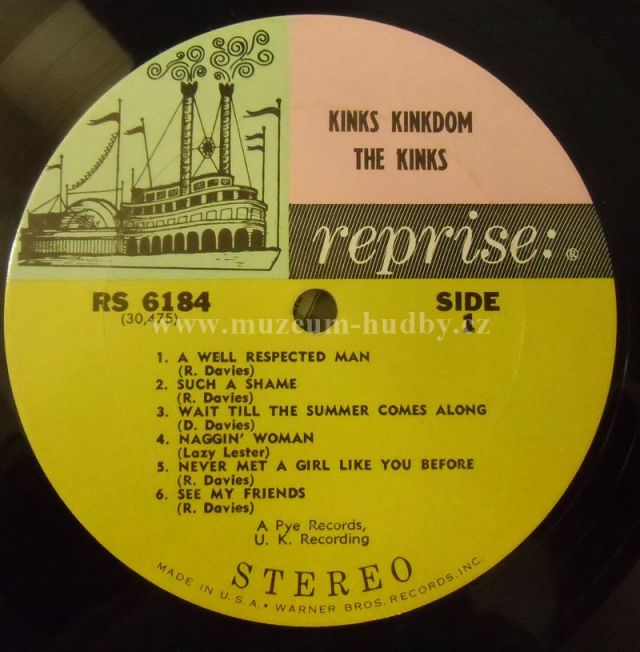 KINKS KINKDOM
THE KINKS
reprise: ®
RS 6184
(30,475)
SIDE
1
www.muzeum-hudby.cz
1. A WELL RESPECTED MAN
(R. Davies)
2. SUCH A SHAME
(R. Davies)
3. WAIT TILL THE SUMMER COMES ALONG
(D. Davies)
4. NAGGIN' WOMAN
(Lazy Lester)
5. NEVER MET A GIRL LIKE YOU BEFORE
(R. Davies)
6. SEE MY FRIENDS
(R. Davies)
A Pye Records,
U. K. Recording
STEREO
MADE IN U.S.A. • WARNER BROS. RECORDS, INC.